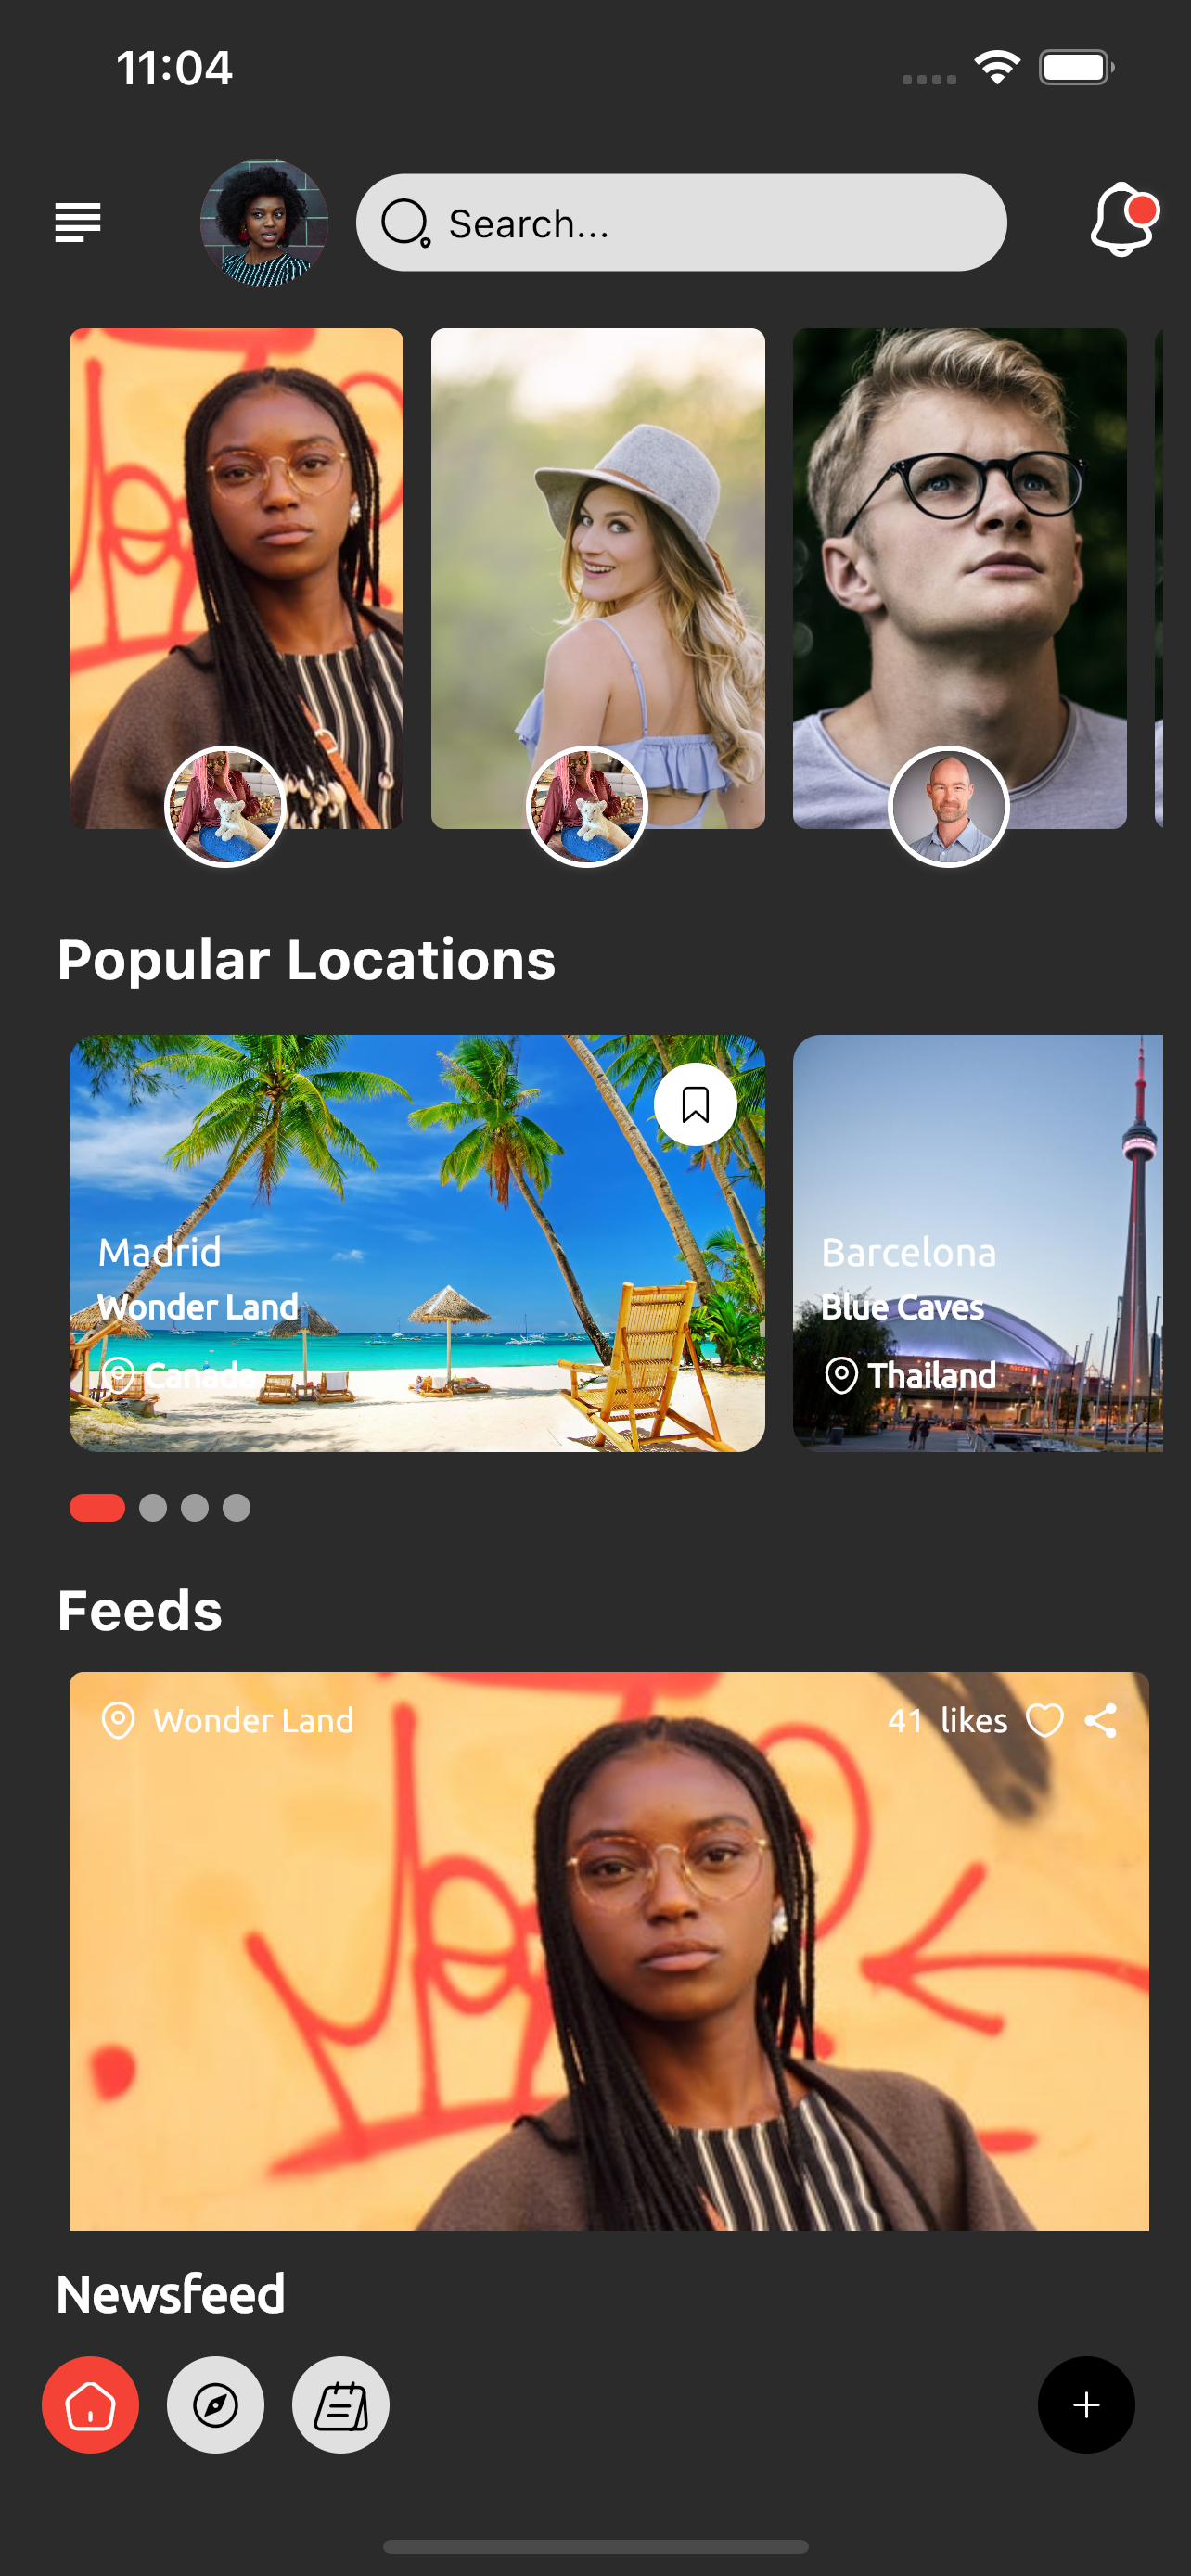 11:04
Search...
Popular Locations
Madrid
Wonder Land
Canada
Barcelona
Blue Caves
Thailand
Feeds
Wonder Land
41 likes
Newsfeed